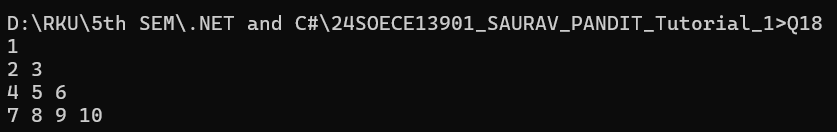 D:\RKU\5th SEM\.NET and C#\24SOECE13901_SAURAV_PANDIT_Tutorial_1>Q18
1
2 3
4 5 6
7 8 9 10